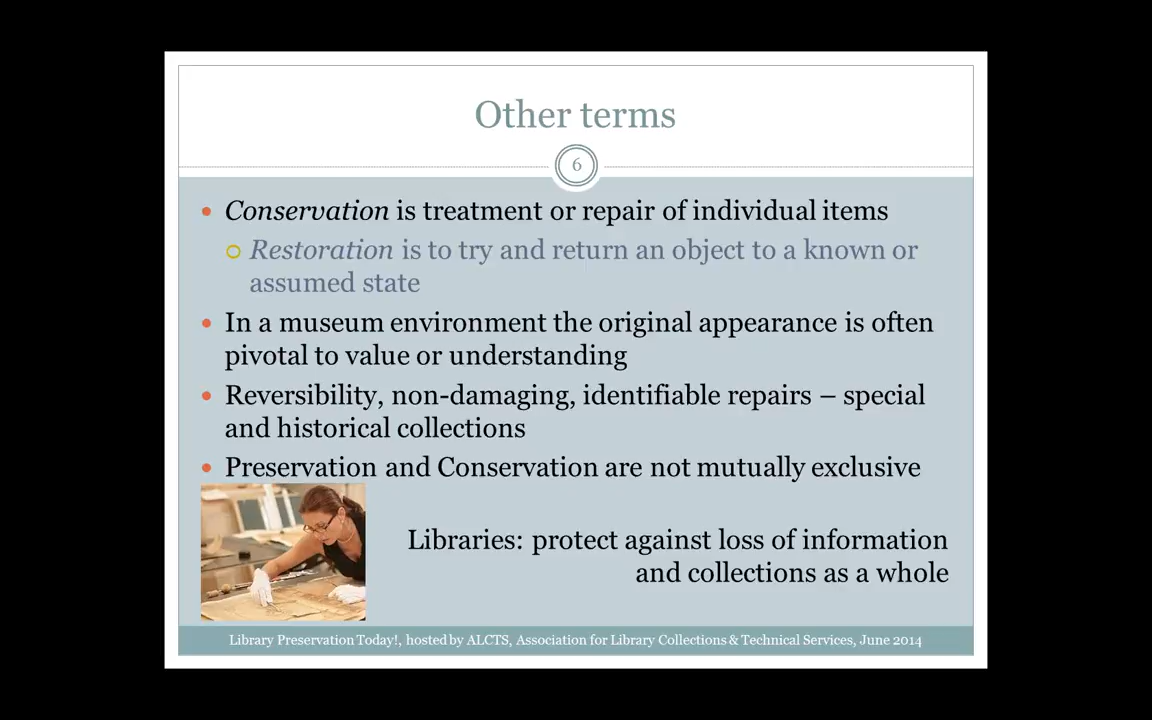 Other terms
6
Conservation is treatment or repair of individual items
Restoration is to try and return an object to a known or
assumed state
In a museum environment the original appearance is often
pivotal to value or understanding
Reversibility, non-damaging, identifiable repairs – special
and historical collections
Preservation and Conservation are not mutually exclusive
Libraries: protect against loss of information
and collections as a whole
Library Preservation Today!, hosted by ALCTS, Association for Library Collections & Technical Services, June 2014